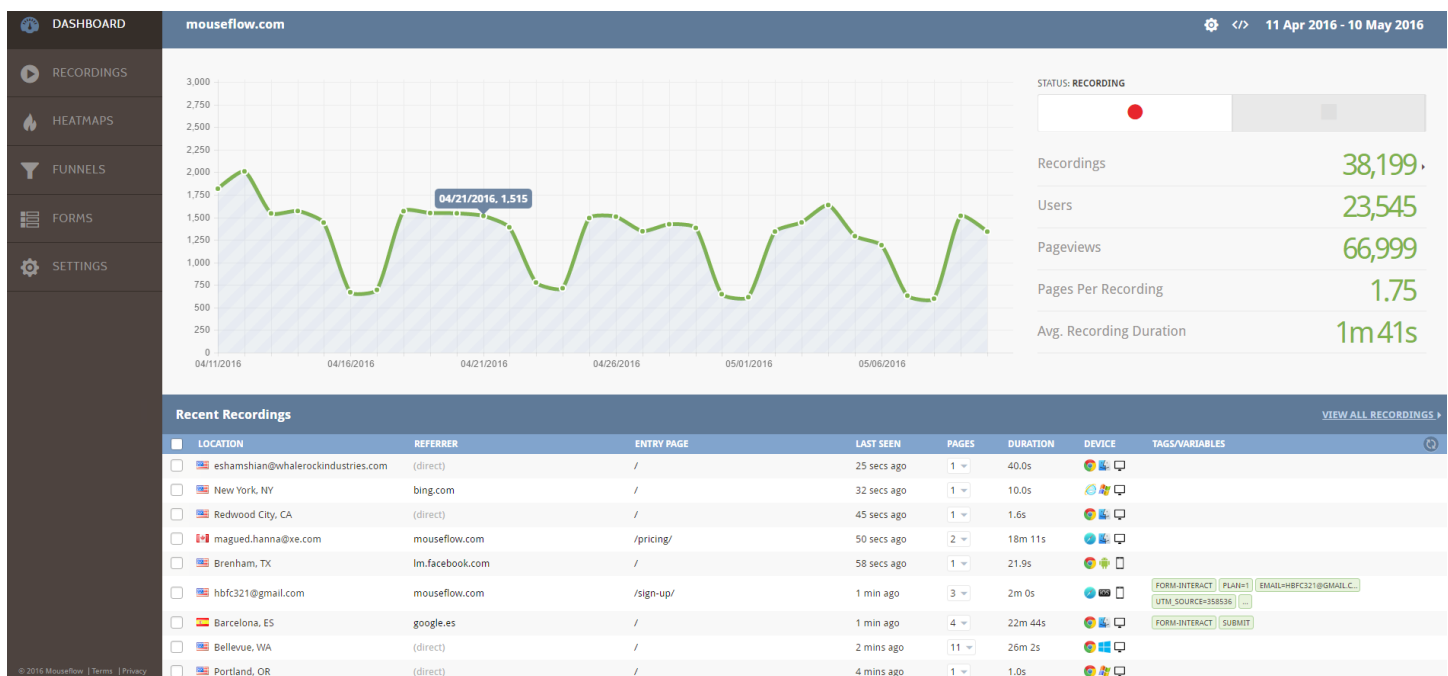 DASHBOARD
mouseflow.com
</> 11 Apr 2016 - 10 May 2016
RECORDINGS
HEATMAPS
FUNNELS
FORMS
SETTINGS
3,000
2,750
2,500
2,250
2,000
1,750
1,500
1,250
1,000
750
500
250
0
04/21/2016, 1,515
04/11/2016 04/16/2016 04/21/2016 04/26/2016 05/01/2016 05/06/2016
STATUS: RECORDING
Recordings 38,199
Users 23,545
Pageviews 66,999
Pages Per Recording 1.75
Avg. Recording Duration 1m 41s
Recent Recordings VIEW ALL RECORDINGS
LOCATION REFERRER ENTRY PAGE LAST SEEN PAGES DURATION DEVICE TAGS/VARIABLES
eshamshian@whalerockindustries.com (direct) / 25 secs ago 1 40.0s
New York, NY bing.com / 32 secs ago 1 10.0s
Redwood City, CA (direct) / 45 secs ago 1 1.6s
magued.hanna@xe.com mouseflow.com /pricing/ 50 secs ago 2 18m 11s
Brenham, TX lm.facebook.com / 58 secs ago 1 21.9s
hbfc321@gmail.com mouseflow.com /sign-up/ 1 min ago 3 2m 0s FORM-INTERACT PLAN=1 EMAIL=HBFC321@GMAIL.C...
UTM_SOURCE=358536 ...
Barcelona, ES google.es / 1 min ago 4 22m 44s FORM-INTERACT SUBMIT
Bellevue, WA (direct) / 2 mins ago 11 26m 2s
Portland, OR (direct) / 4 mins ago 1 1.0s
© 2016 Mouseflow | Terms | Privacy